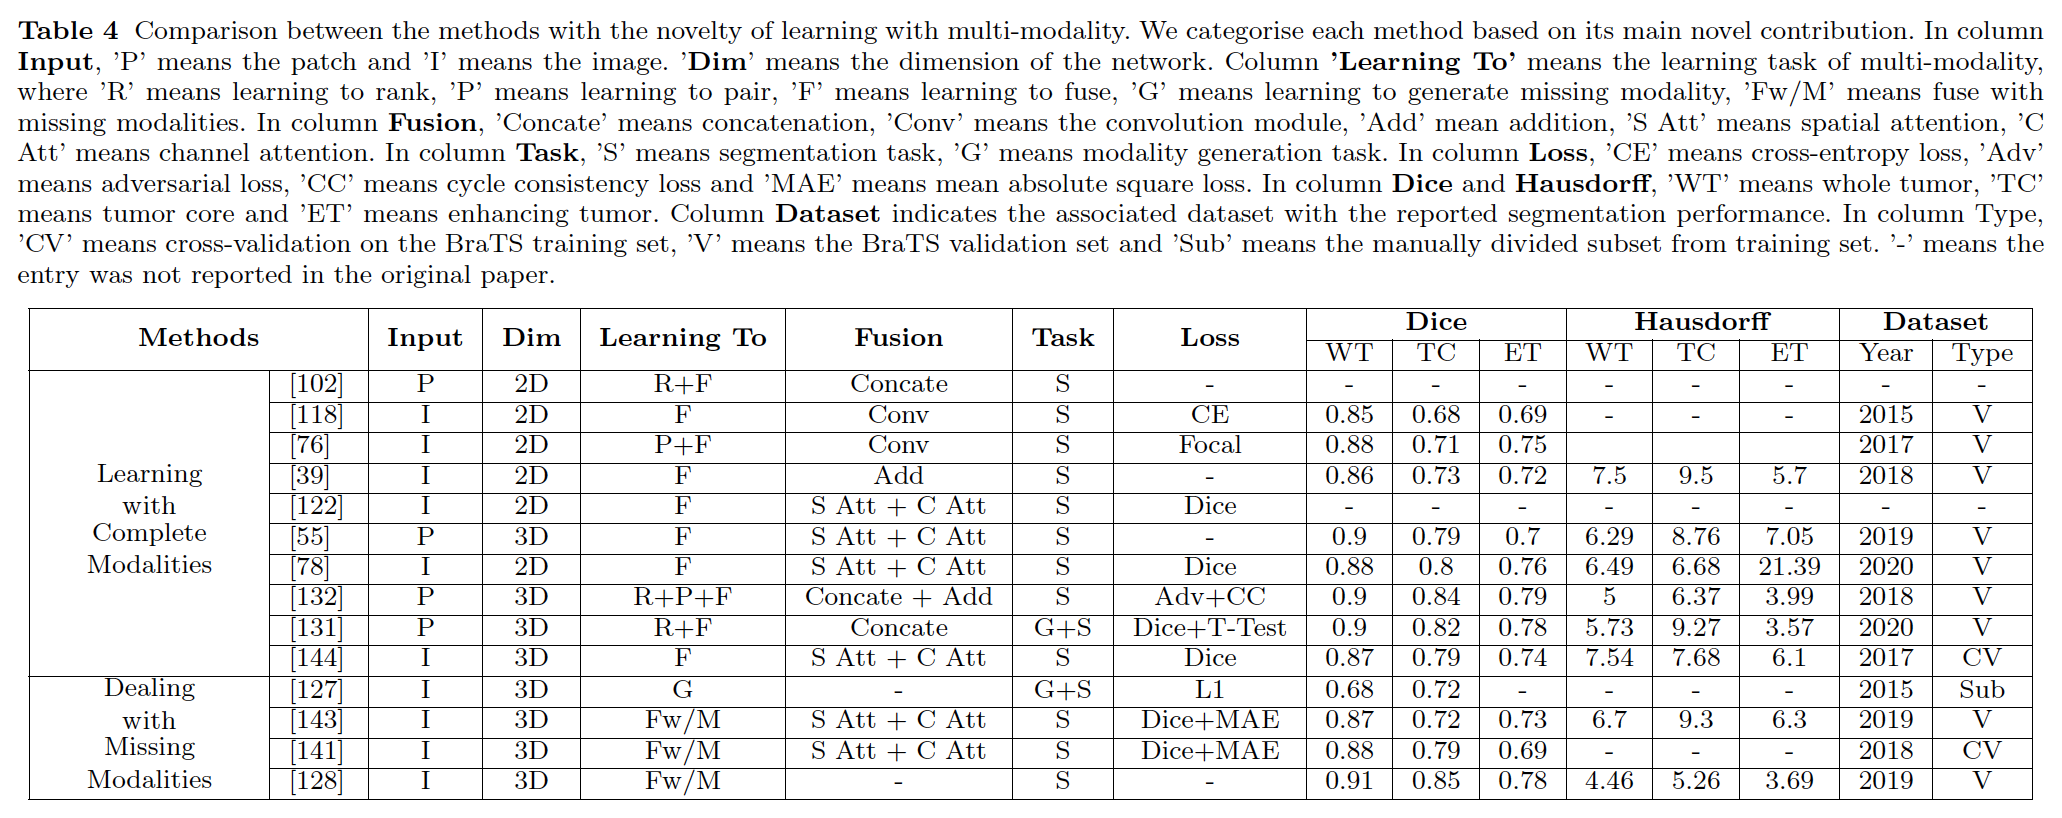 Table 4 Comparison between the methods with the novelty of learning with multi-modality. We categorise each method based on its main novel contribution. In column
Input, ’P’ means the patch and ’I’ means the image. ’Dim’ means the dimension of the network. Column ’Learning To’ means the learning task of multi-modality,
where ’R’ means learning to rank, ’P’ means learning to pair, ’F’ means learning to fuse, ’G’ means learning to generate missing modality, ’Fw/M’ means fuse with
missing modalities. In column Fusion, ’Concate’ means concatenation, ’Conv’ means the convolution module, ’Add’ mean addition, ’S Att’ means spatial attention, ’C
Att’ means channel attention. In column Task, ’S’ means segmentation task, ’G’ means modality generation task. In column Loss, ’CE’ means cross-entropy loss, ’Adv’
means adversarial loss, ’CC’ means cycle consistency loss and ’MAE’ means mean absolute square loss. In column Dice and Hausdorff, ’WT’ means whole tumor, ’TC’
means tumor core and ’ET’ means enhancing tumor. Column Dataset indicates the associated dataset with the reported segmentation performance. In column Type,
’CV’ means cross-validation on the BraTS training set, ’V’ means the BraTS validation set and ’Sub’ means the manually divided subset from training set. ’-’ means the
entry was not reported in the original paper.
Methods Input Dim Learning To Fusion Task Loss Dice Hausdorff Dataset
WT TC ET WT TC ET Year Type
Learning with Complete Modalities
[102] P 2D R+F Concate S - - - - - - - - -
[118] I 2D F Conv S CE 0.85 0.68 0.69 - - - 2015 V
[76] I 2D P+F Conv S Focal 0.88 0.71 0.75 2017 V
[39] I 2D F Add S - 0.86 0.73 0.72 7.5 9.5 5.7 2018 V
[122] I 2D F S Att + C Att S Dice - - - - - - - -
[55] P 3D F S Att + C Att S - 0.9 0.79 0.7 6.29 8.76 7.05 2019 V
[78] I 2D F S Att + C Att S Dice 0.88 0.8 0.76 6.49 6.68 21.39 2020 V
[132] P 3D R+P+F Concate + Add S Adv+CC 0.9 0.84 0.79 5 6.37 3.99 2018 V
[131] P 3D R+F Concate G+S Dice+T-Test 0.9 0.82 0.78 5.73 9.27 3.57 2020 V
[144] I 3D F S Att + C Att S Dice 0.87 0.79 0.74 7.54 7.68 6.1 2017 CV
Dealing with Missing Modalities
[127] I 3D G - G+S L1 0.68 0.72 - - - - 2015 Sub
[143] I 3D Fw/M S Att + C Att S Dice+MAE 0.87 0.72 0.73 6.7 9.3 6.3 2019 V
[141] I 3D Fw/M S Att + C Att S Dice+MAE 0.88 0.79 0.69 - - - 2018 CV
[128] I 3D Fw/M - S - 0.91 0.85 0.78 4.46 5.26 3.69 2019 V